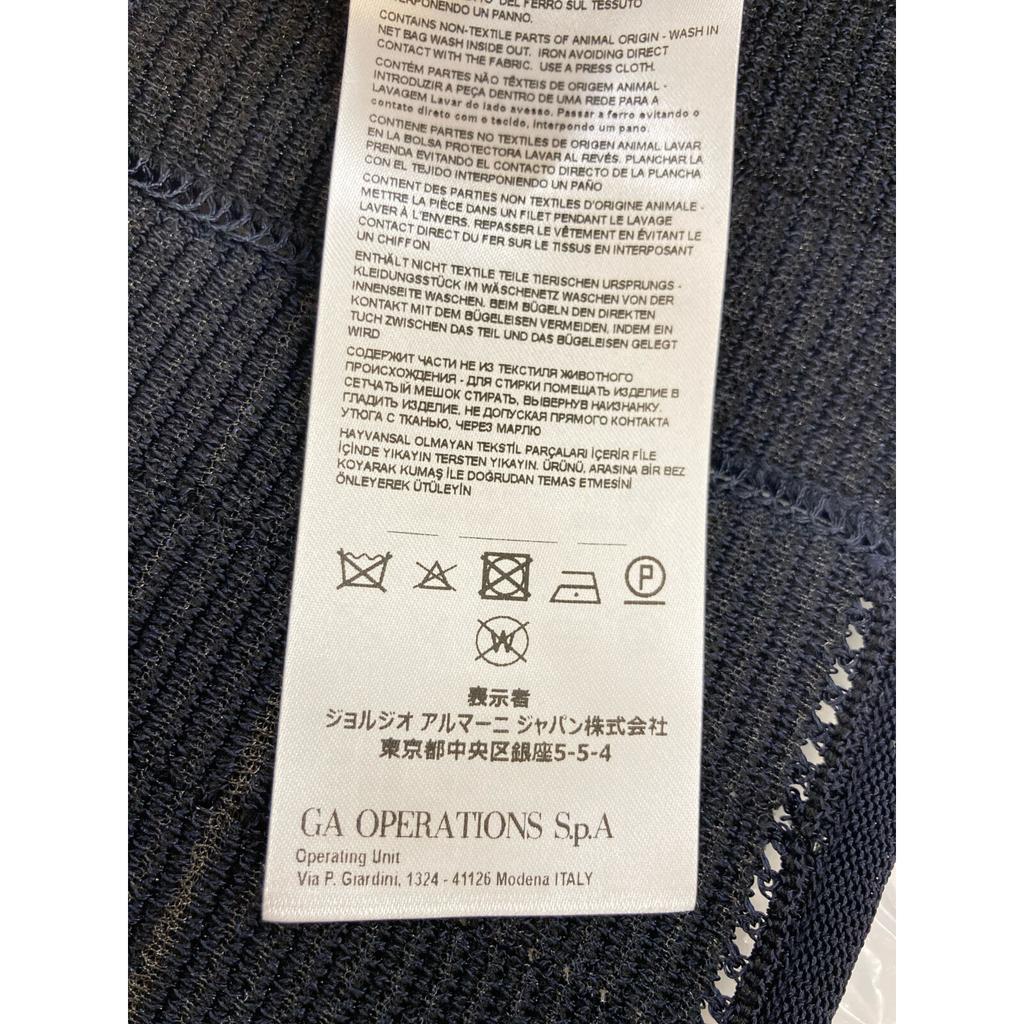 DEL FERRO SUL TESSUTO
INTERPONENDO UN PANNO.
CONTAINS NON-TEXTILE PARTS OF ANIMAL ORIGIN - WASH IN
NET BAG WASH INSIDE OUT. IRON AVOIDING DIRECT
CONTACT WITH THE FABRIC. USE A PRESS CLOTH.
CONTÉM PARTES NÃO TÊXTEIS DE ORIGEM ANIMAL -
INTRODUZIR A PEÇA DENTRO DE UMA REDE PARA A
LAVAGEM Lavar do lado avesso. Passar a ferro evitando o
contato direto com o tecido, interpondo um pano.
CONTIENE PARTES NO TEXTILES DE ORIGEN ANIMAL LAVAR
EN LA BOLSA PROTECTORA LAVAR AL REVÉS. PLANCHAR LA
PRENDA EVITANDO EL CONTACTO DIRECTO DE LA PLANCHA
CON EL TEJIDO INTERPONIENDO UN PAÑO
CONTIENT DES PARTIES NON TEXTILES D'ORIGINE ANIMALE -
METTRE LA PIÈCE DANS UN FILET PENDANT LE LAVAGE
LAVER À L'ENVERS. REPASSER LE VÊTEMENT EN ÉVITANT LE
CONTACT DIRECT DU FER SUR LE TISSUS EN INTERPOSANT
UN CHIFFON
ENTHÄLT NICHT TEXTILE TEILE TIERISCHEN URSPRUNGS -
KLEIDUNGSSTÜCK IM WÄSCHENETZ WASCHEN VON DER
INNENSEITE WASCHEN. BEIM BÜGELN DEN DIREKTEN
KONTAKT MIT DEM BÜGELEISEN VERMEIDEN, INDEM EIN
TUCH ZWISCHEN DAS TEIL UND DAS BÜGELEISEN GELEGT
WIRD
СОДЕРЖИТ ЧАСТИ НЕ ИЗ ТЕКСТИЛЯ ЖИВОТНОГО
ПРОИСХОЖДЕНИЯ - ДЛЯ СТИРКИ ПОМЕЩАТЬ ИЗДЕЛИЕ В
СЕТЧАТЫЙ МЕШОК СТИРАТЬ, ВЫВЕРНУВ НАИЗНАНКУ.
ГЛАДИТЬ ИЗДЕЛИЕ, НЕ ДОПУСКАЯ ПРЯМОГО КОНТАКТА
УТЮГА С ТКАНЬЮ, ЧЕРЕЗ МАРЛЮ
HAYVANSAL OLMAYAN TEKSTİL PARÇALARI İÇERİR FİLE
İÇİNDE YIKAYIN TERSTEN YIKAYIN. ÜRÜNÜ, ARASINA BİR BEZ
KOYARAK KUMAŞ İLE DOĞRUDAN TEMAS ETMESİNİ
ÖNLEYEREK ÜTÜLEYİN
P
W
表示者
ジョルジオ アルマーニ ジャパン株式会社
東京都中央区銀座5-5-4
GA OPERATIONS S.p.A
Operating Unit
Via P. Giardini, 1324 - 41126 Modena ITALY